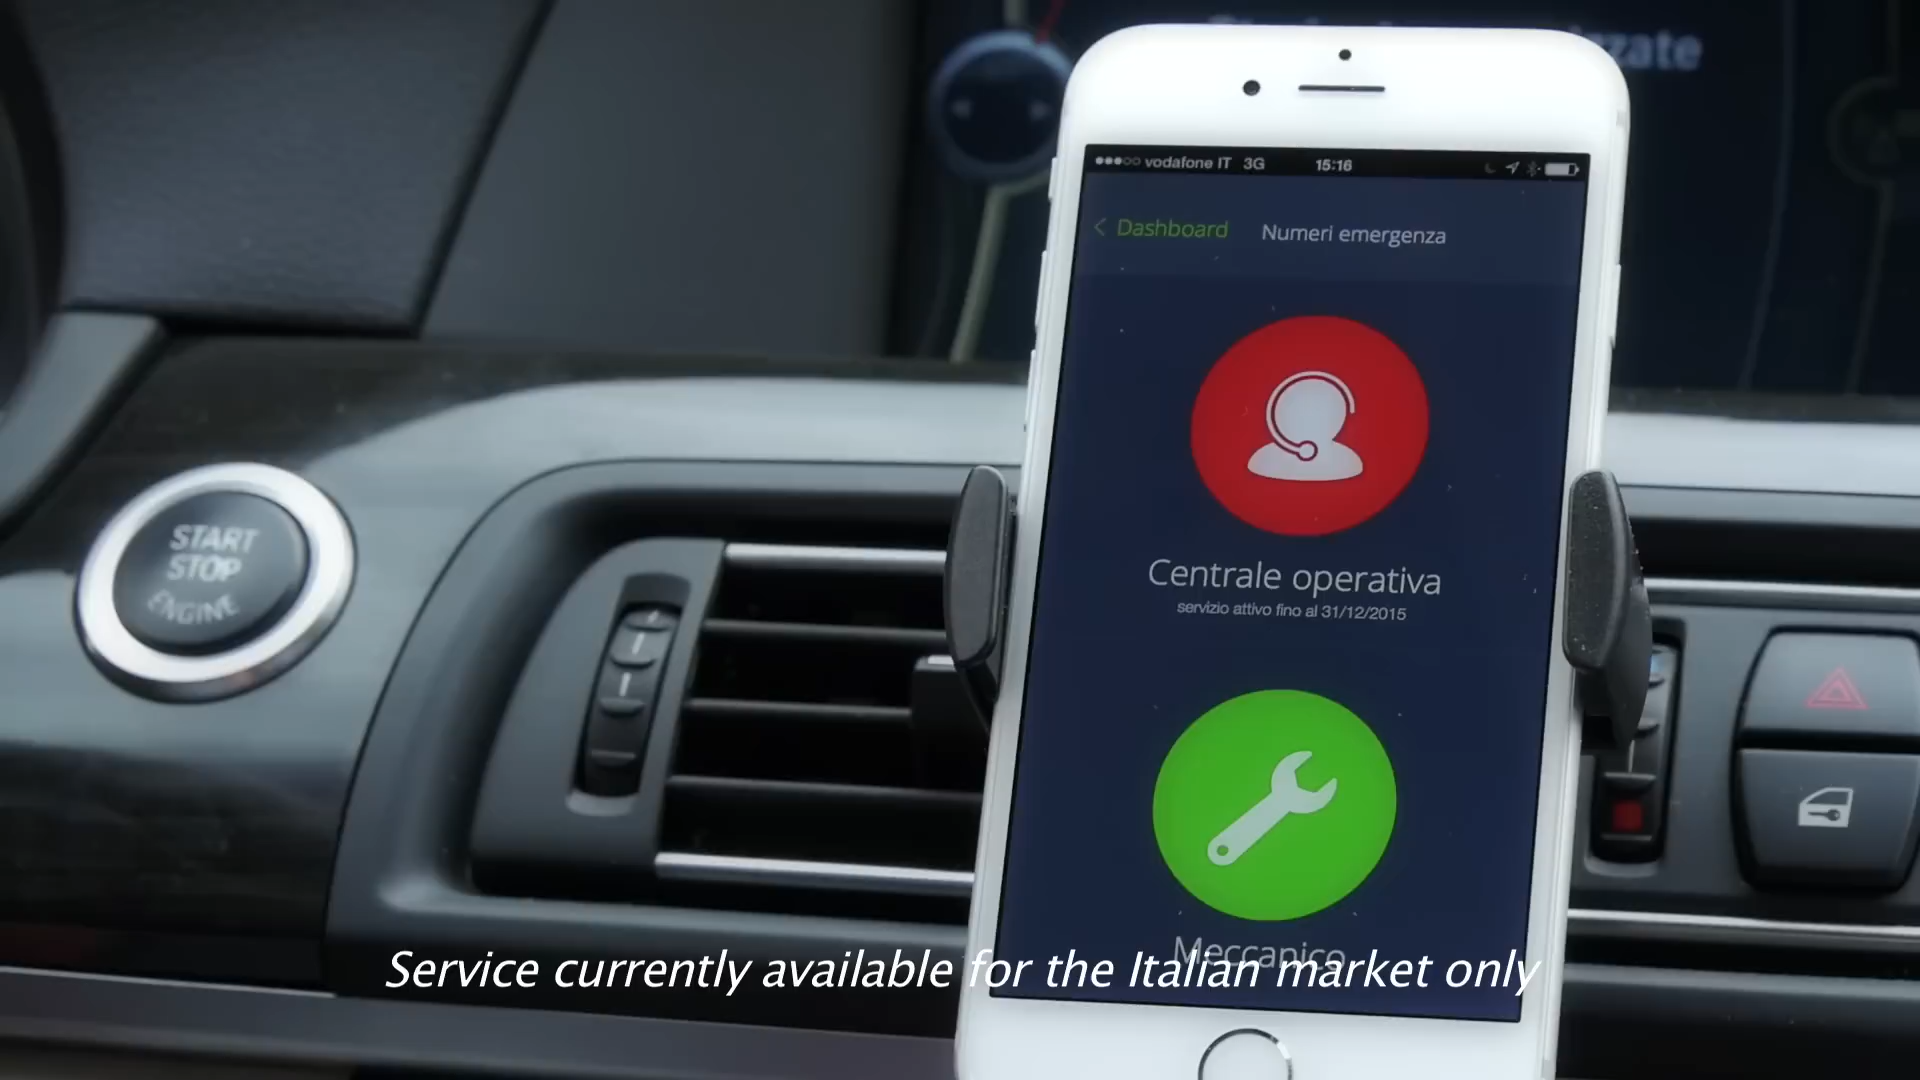 vodafone IT 3G 15:16
Dashboard Numeri emergenza
START
STOP
ENGINE
Centrale operativa
servizio attivo fino al 31/12/2015
Meccanico
Service currently available for the Italian market only